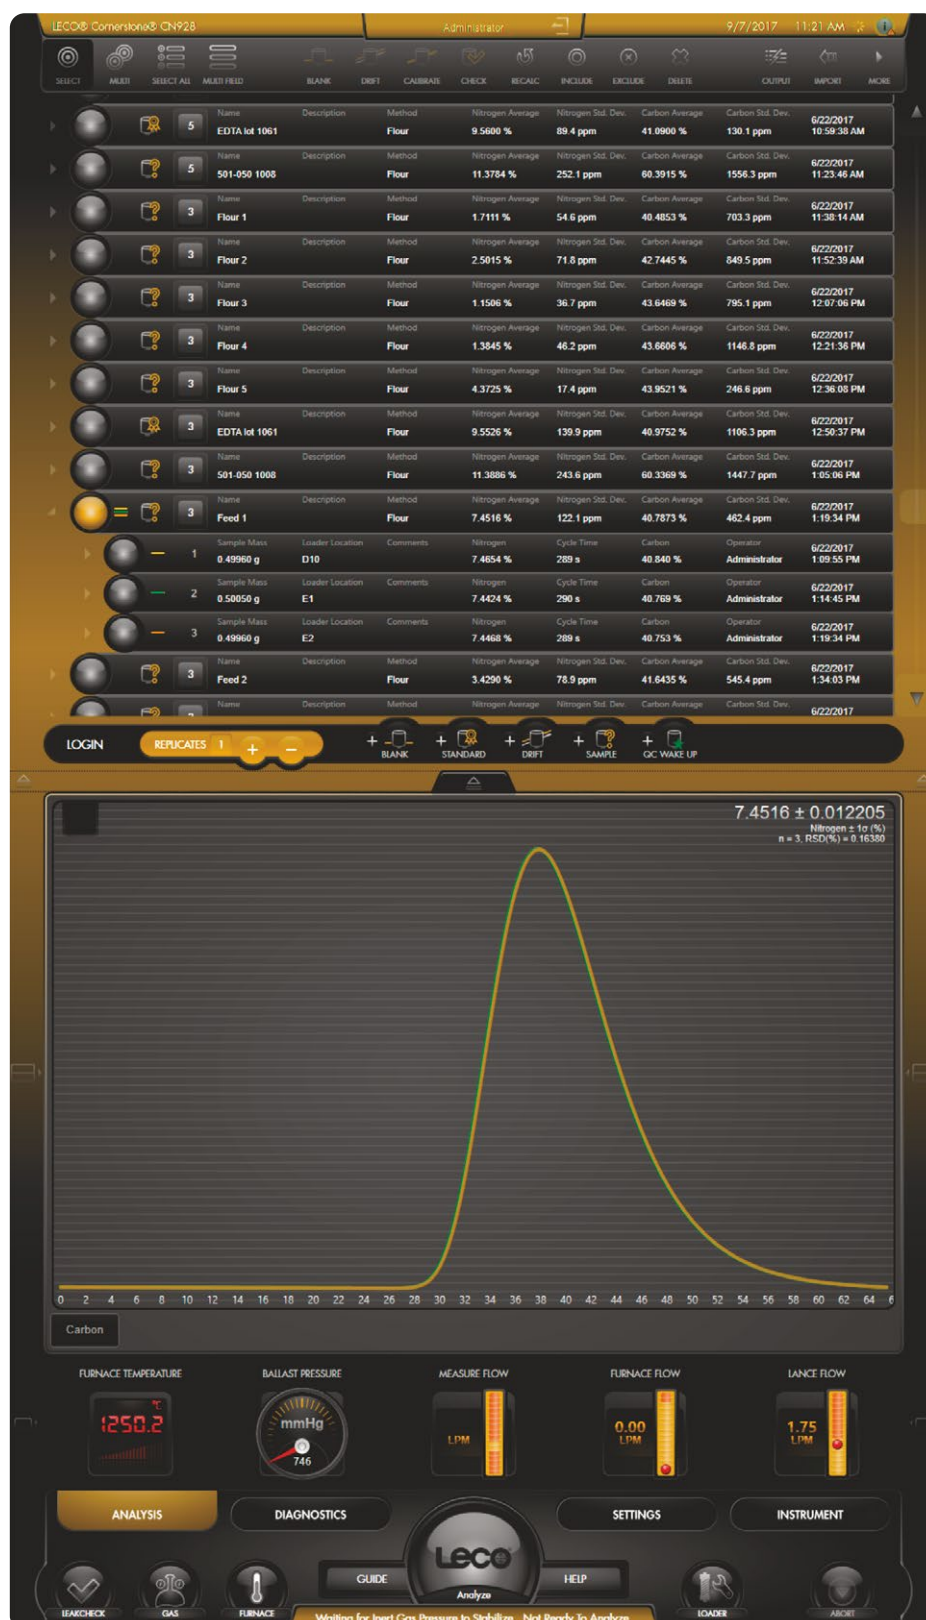 LECO® Cornerstone® CN928 Administrator 9/7/2017 11:21 AM
SELECT MULTI SELECT ALL MULTI FIELD BLANK DRIFT CALIBRATE CHECK RECALC INCLUDE EXCLUDE DELETE OUTPUT IMPORT MORE
Name Description Method Nitrogen Average Nitrogen Std. Dev. Carbon Average Carbon Std. Dev.
5 EDTA lot 1061 Flour 9.5600 % 89.4 ppm 41.0900 % 130.1 ppm 6/22/2017 10:59:38 AM
Name Description Method Nitrogen Average Nitrogen Std. Dev. Carbon Average Carbon Std. Dev.
5 501-050 1008 Flour 11.3784 % 252.1 ppm 60.3915 % 1556.3 ppm 6/22/2017 11:23:46 AM
Name Description Method Nitrogen Average Nitrogen Std. Dev. Carbon Average Carbon Std. Dev.
3 Flour 1 Flour 1.7111 % 54.6 ppm 40.4853 % 703.3 ppm 6/22/2017 11:38:14 AM
Name Description Method Nitrogen Average Nitrogen Std. Dev. Carbon Average Carbon Std. Dev.
3 Flour 2 Flour 2.5015 % 71.8 ppm 42.7445 % 849.5 ppm 6/22/2017 11:52:39 AM
Name Description Method Nitrogen Average Nitrogen Std. Dev. Carbon Average Carbon Std. Dev.
3 Flour 3 Flour 1.1506 % 36.7 ppm 43.6469 % 795.1 ppm 6/22/2017 12:07:06 PM
Name Description Method Nitrogen Average Nitrogen Std. Dev. Carbon Average Carbon Std. Dev.
3 Flour 4 Flour 1.3845 % 46.2 ppm 43.6606 % 1146.8 ppm 6/22/2017 12:21:36 PM
Name Description Method Nitrogen Average Nitrogen Std. Dev. Carbon Average Carbon Std. Dev.
3 Flour 5 Flour 4.3725 % 17.4 ppm 43.9521 % 246.6 ppm 6/22/2017 12:36:08 PM
Name Description Method Nitrogen Average Nitrogen Std. Dev. Carbon Average Carbon Std. Dev.
3 EDTA lot 1061 Flour 9.5526 % 139.9 ppm 40.9752 % 1106.3 ppm 6/22/2017 12:50:37 PM
Name Description Method Nitrogen Average Nitrogen Std. Dev. Carbon Average Carbon Std. Dev.
3 501-050 1008 Flour 11.3886 % 243.6 ppm 60.3369 % 1447.7 ppm 6/22/2017 1:05:06 PM
Name Description Method Nitrogen Average Nitrogen Std. Dev. Carbon Average Carbon Std. Dev.
3 Feed 1 Flour 7.4516 % 122.1 ppm 40.7873 % 462.4 ppm 6/22/2017 1:19:34 PM
Sample Mass Loader Location Comments Nitrogen Cycle Time Carbon Operator
1 0.49960 g D10 7.4654 % 289 s 40.840 % Administrator 6/22/2017 1:09:55 PM
Sample Mass Loader Location Comments Nitrogen Cycle Time Carbon Operator
2 0.50050 g E1 7.4424 % 290 s 40.769 % Administrator 6/22/2017 1:14:45 PM
Sample Mass Loader Location Comments Nitrogen Cycle Time Carbon Operator
3 0.49960 g E2 7.4468 % 289 s 40.753 % Administrator 6/22/2017 1:19:34 PM
Name Description Method Nitrogen Average Nitrogen Std. Dev. Carbon Average Carbon Std. Dev.
3 Feed 2 Flour 3.4290 % 78.9 ppm 41.6435 % 545.4 ppm 6/22/2017 1:34:03 PM
Name Description Method Nitrogen Average Nitrogen Std. Dev. Carbon Average Carbon Std. Dev. 6/22/2017
LOGIN REPLICATES 1 + − + BLANK + STANDARD + DRIFT + SAMPLE + QC WAKE UP
7.4516 ± 0.012205
Nitrogen ± 1σ (%)
n = 3, RSD(%) = 0.16380
0 2 4 6 8 10 12 14 16 18 20 22 24 26 28 30 32 34 36 38 40 42 44 46 48 50 52 54 56 58 60 62 64
Carbon
FURNACE TEMPERATURE BALLAST PRESSURE MEASURE FLOW FURNACE FLOW LANCE FLOW
°C
1250.2 mmHg 746 LPM 0.00 LPM 1.75 LPM
ANALYSIS DIAGNOSTICS SETTINGS INSTRUMENT
LECO
GUIDE Analyze HELP
LEAKCHECK GAS FURNACE LOADER ABORT
Waiting for Inert Gas Pressure to Stabilize Not Ready To Analyze